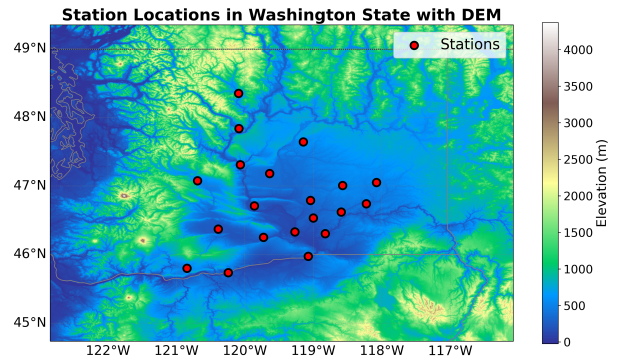 Station Locations in Washington State with DEM
Stations
49°N
48°N
47°N
46°N
45°N
122°W
121°W
120°W
119°W
118°W
117°W
4000
3500
3000
2500
2000
1500
1000
500
0
Elevation (m)